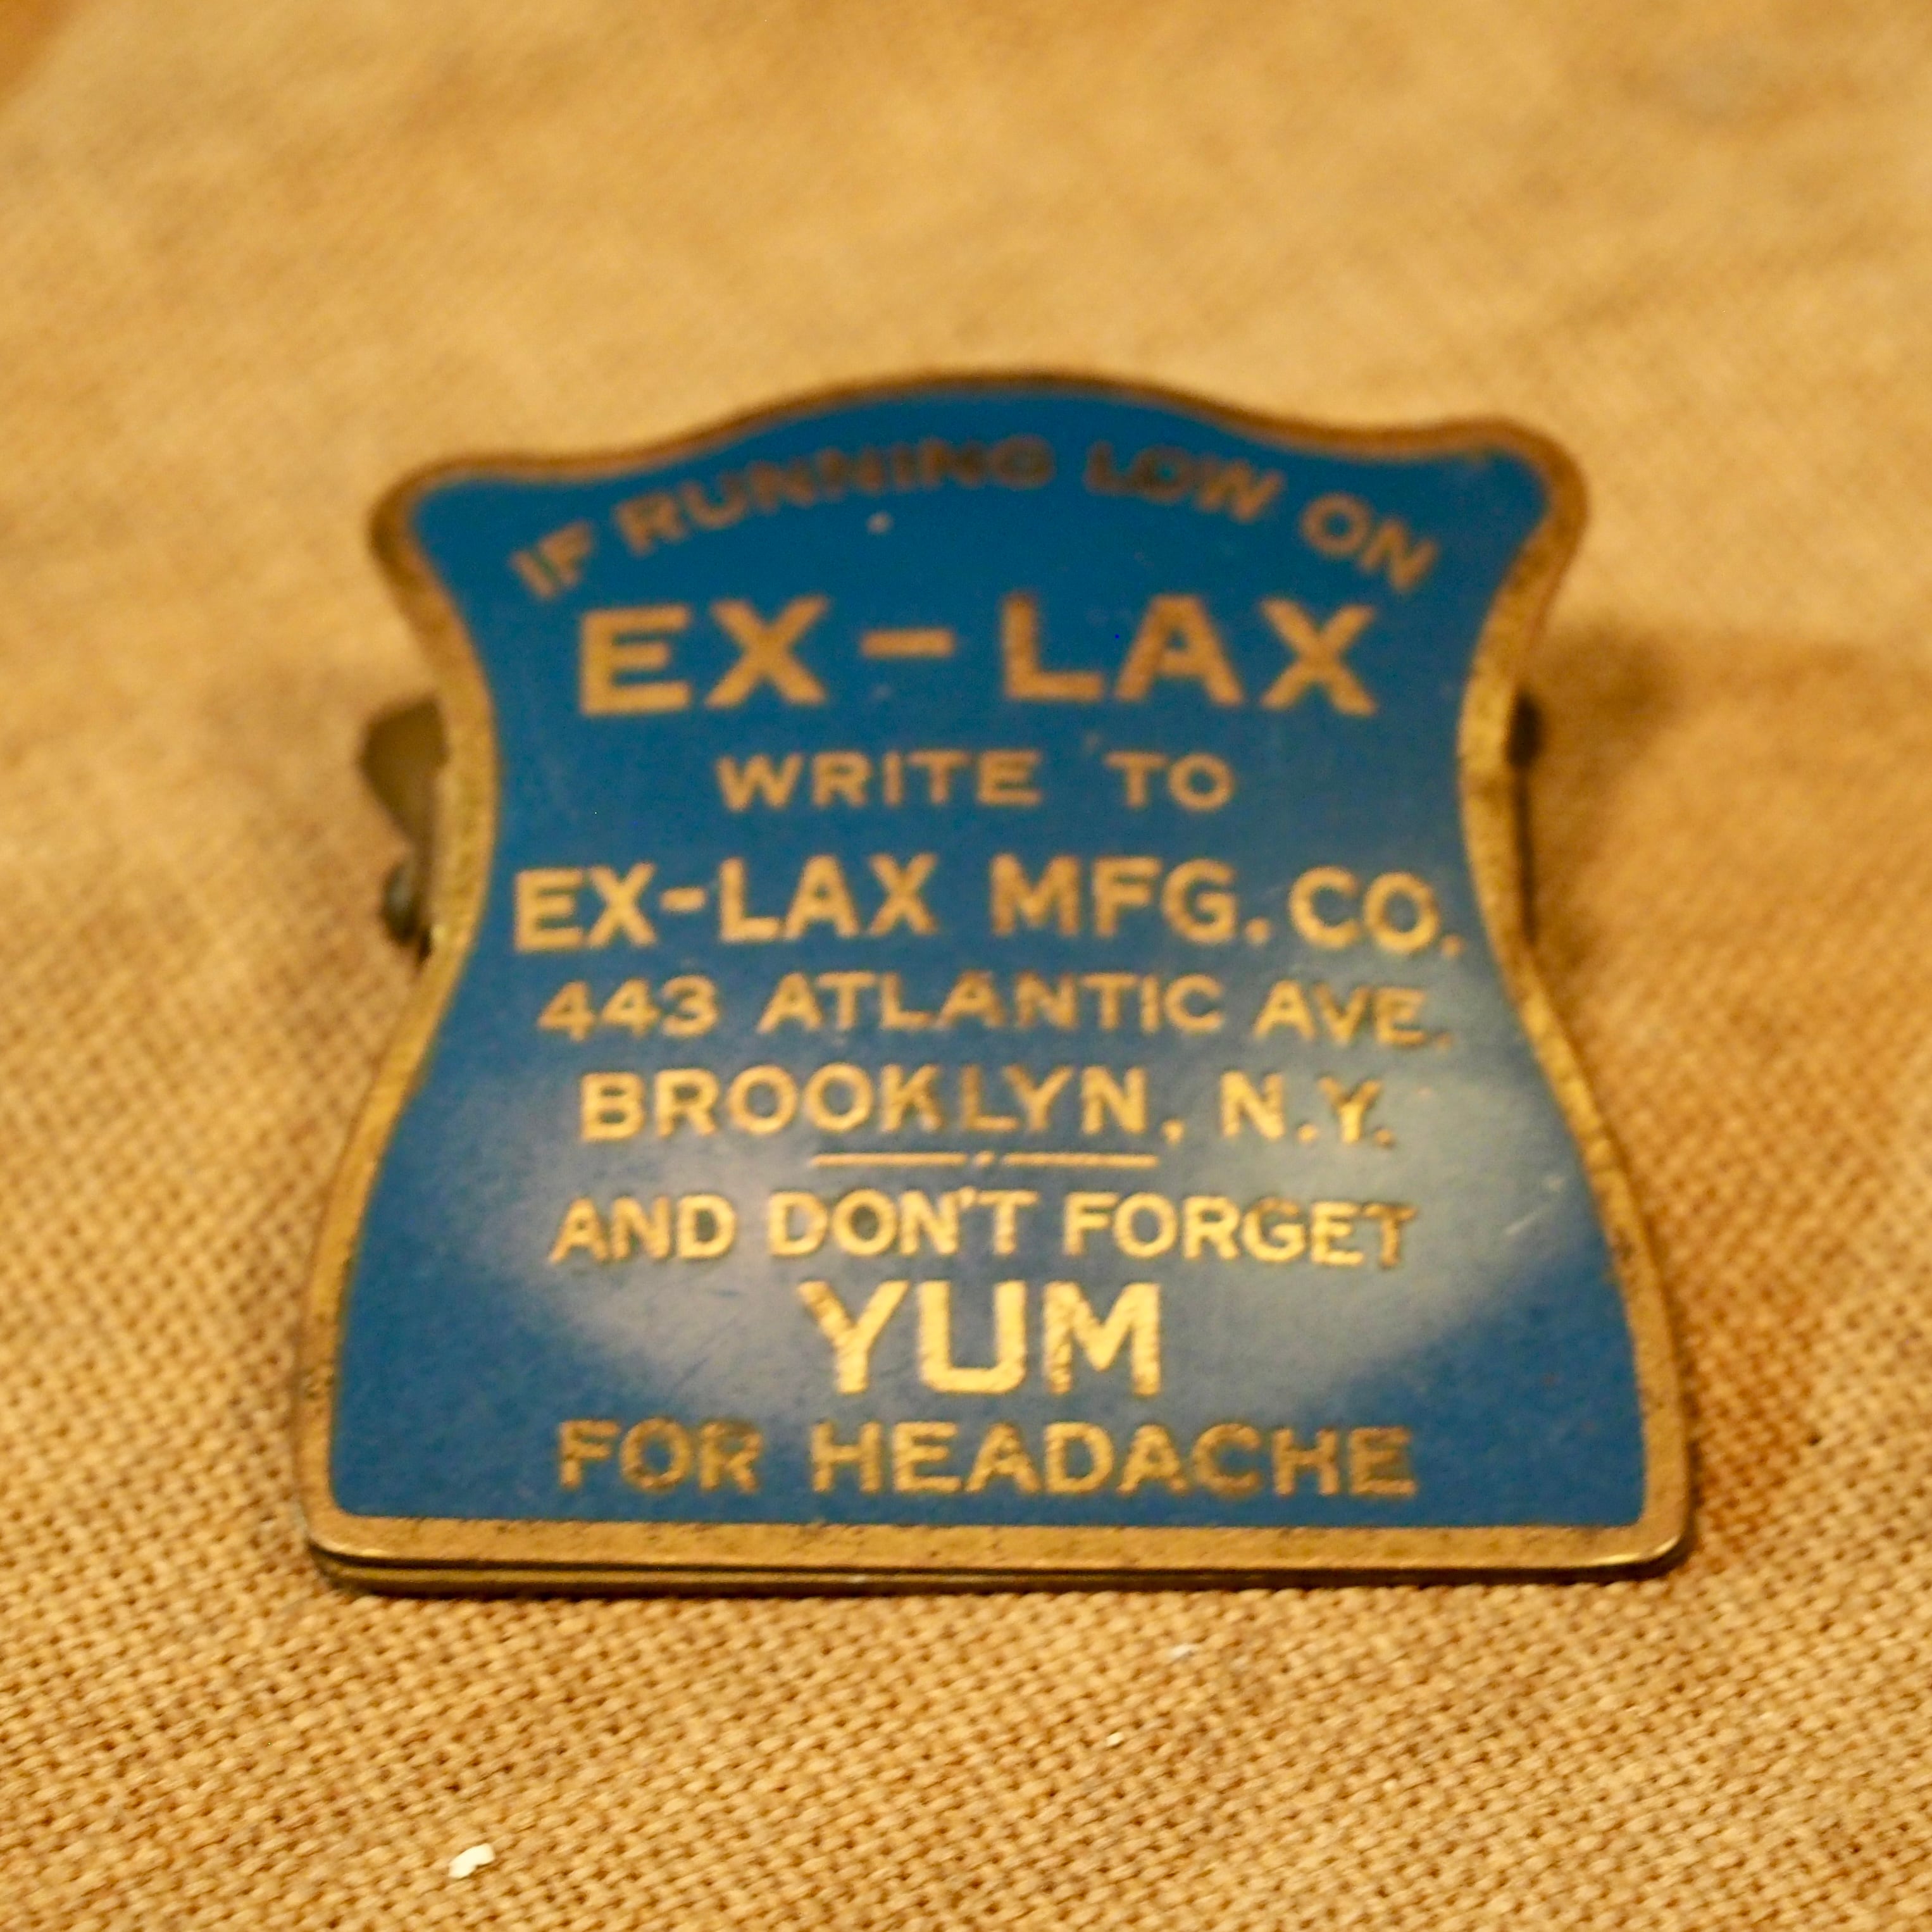 IF RUNNING LOW ON
EX-LAX
WRITE TO
EX-LAX MFG. CO.
443 ATLANTIC AVE.
BROOKLYN, N.Y.
AND DON'T FORGET
YUM
FOR HEADACHE